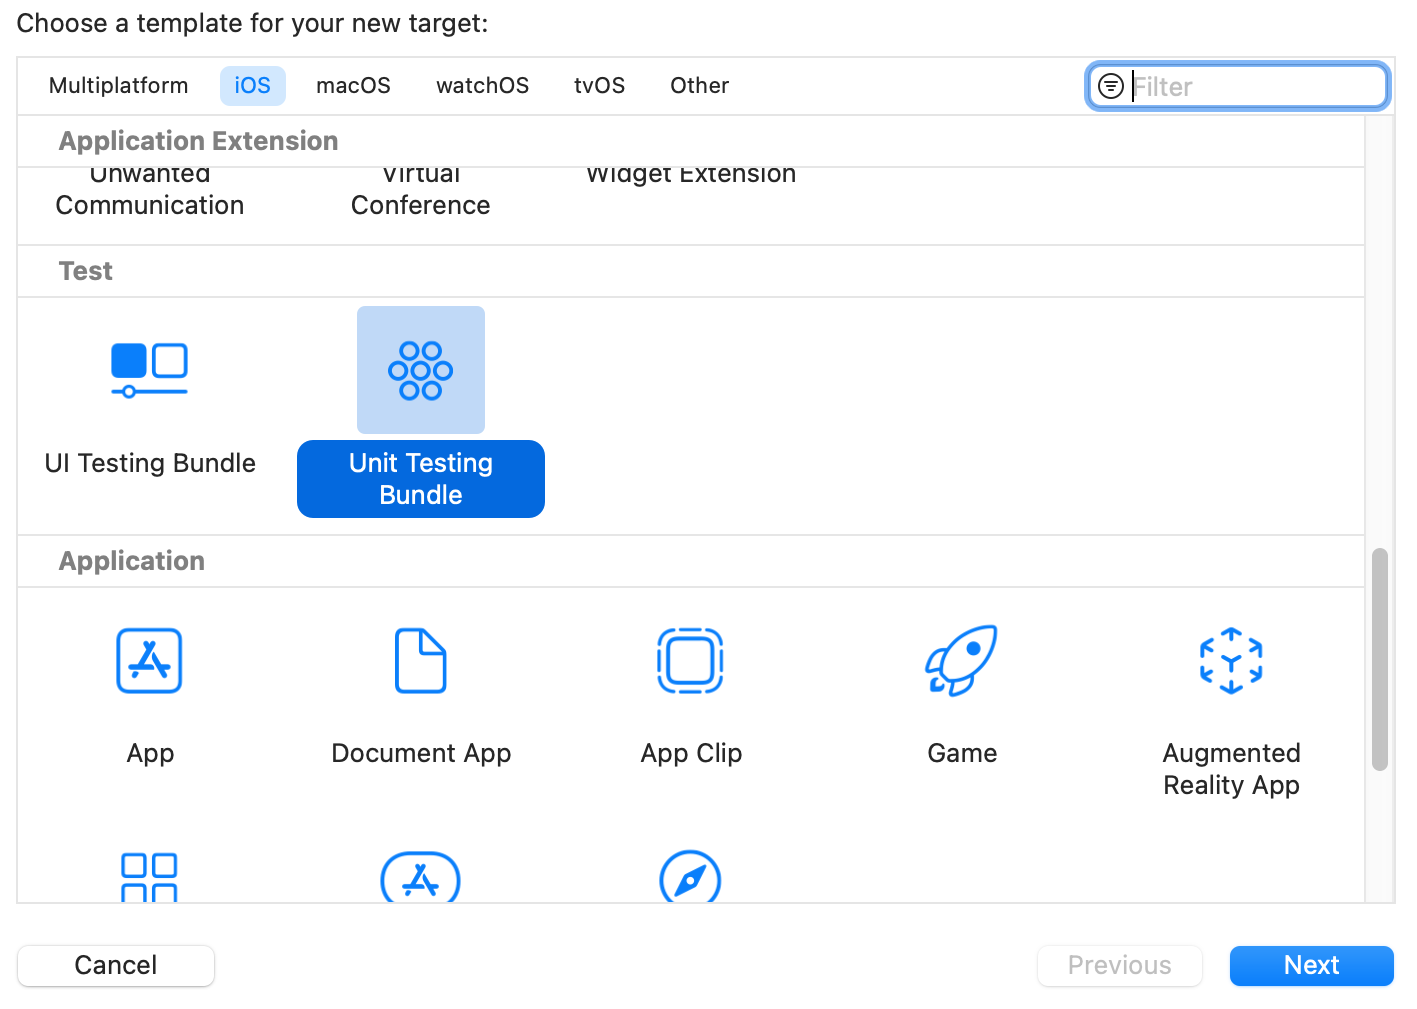 Choose a template for your new target:
Multiplatform iOS macOS watchOS tvOS Other Filter
Application Extension
Unwanted Virtual Widget Extension
Communication Conference
Test
UI Testing Bundle Unit Testing
Bundle
Application
App Document App App Clip Game Augmented
Reality App
Cancel Previous Next